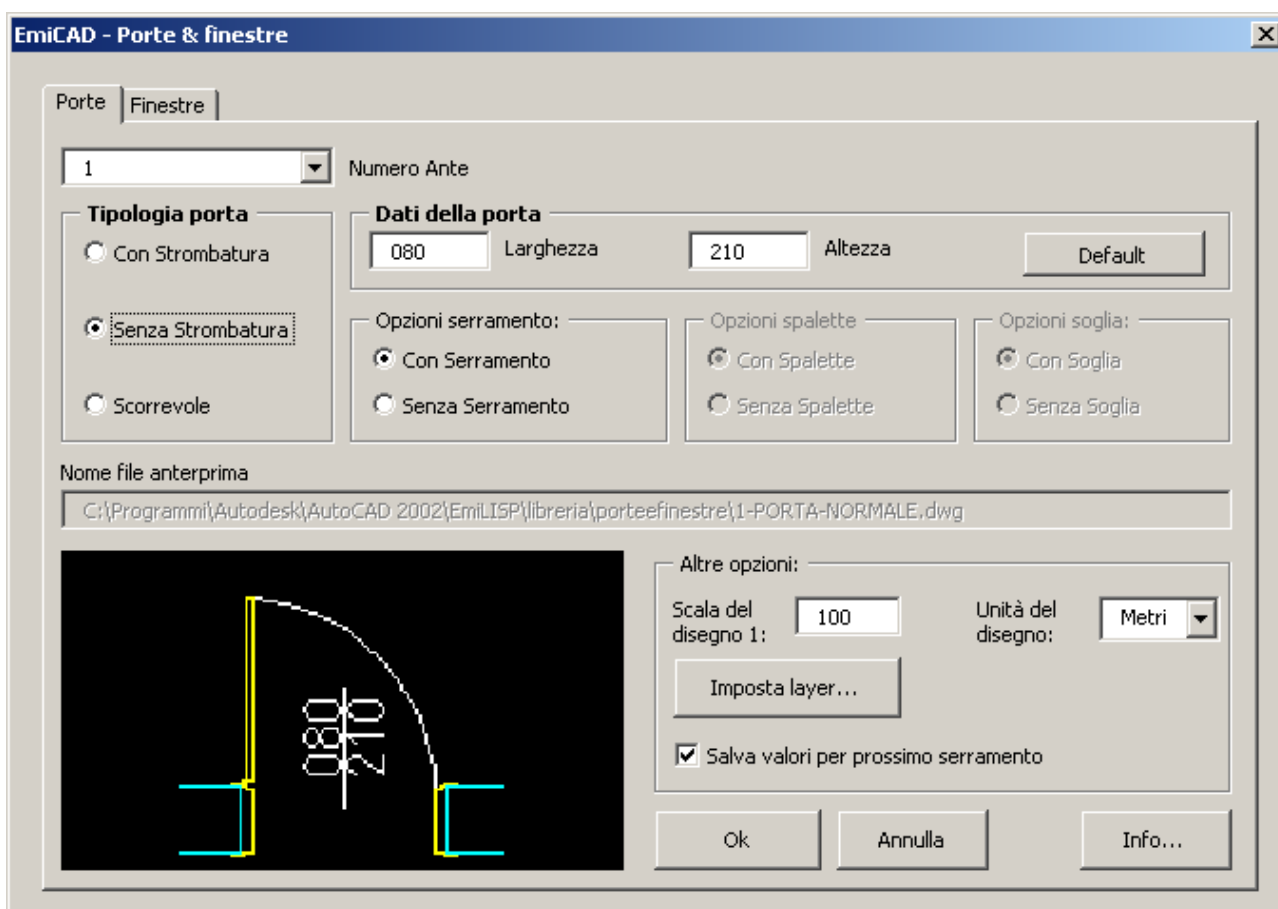 EmiCAD - Porte & finestre
Porte
Finestre
1
Numero Ante
Tipologia porta
Con Strombatura
Senza Strombatura
Scorrevole
Dati della porta
080
Larghezza
210
Altezza
Default
Opzioni serramento:
Con Serramento
Senza Serramento
Opzioni spalette
Con Spalette
Senza Spalette
Opzioni soglia:
Con Soglia
Senza Soglia
Nome file anterprima
C:\Programmi\Autodesk\AutoCAD 2002\EmiLISP\libreria\porteefinestre\1-PORTA-NORMALE.dwg
080
210
Altre opzioni:
Scala del
disegno 1:
100
Unità del
disegno:
Metri
Imposta layer...
Salva valori per prossimo serramento
Ok
Annulla
Info...